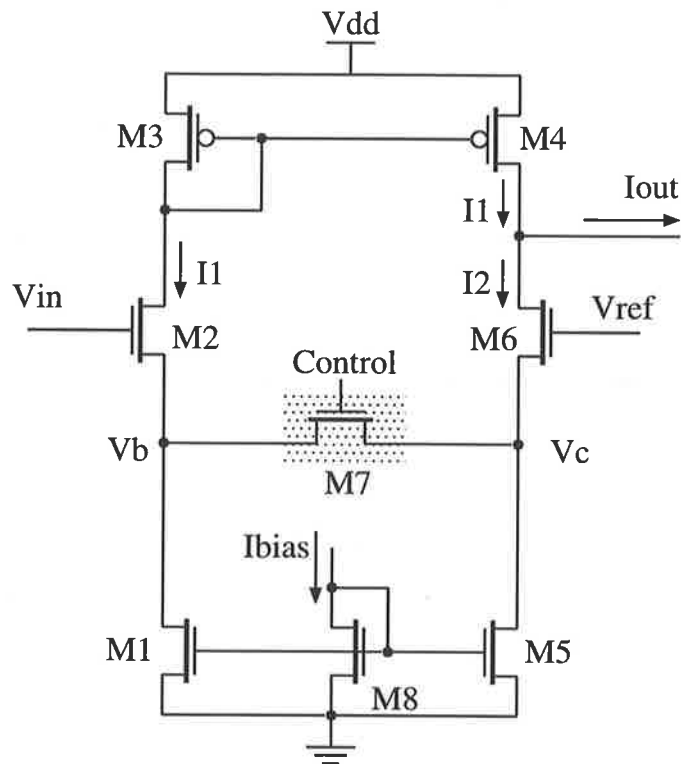 Vdd
M3
M4
I1
Iout
I1
I2
Vin
M2
M6
Vref
Control
Vb
M7
Vc
Ibias
M1
M8
M5